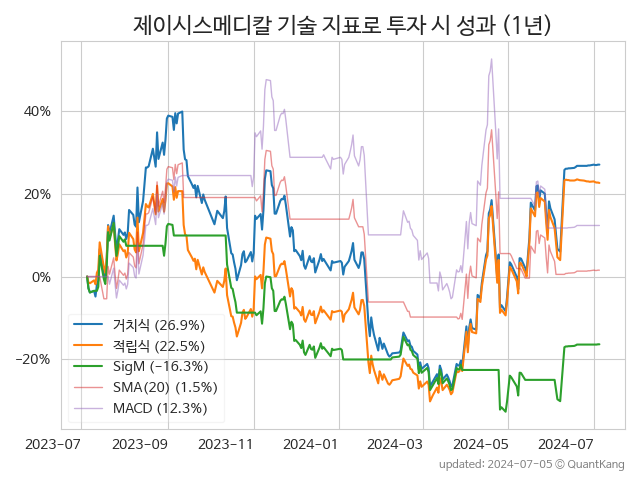 제이시스메디칼 기술 지표로 투자 시 성과 (1년)
40%
20%
0%
−20%
거치식 (26.9%)
적립식 (22.5%)
SigM (−16.3%)
SMA(20) (1.5%)
MACD (12.3%)
2023−07 2023−09 2023−11 2024−01 2024−03 2024−05 2024−07
updated: 2024-07-05 © QuantKang